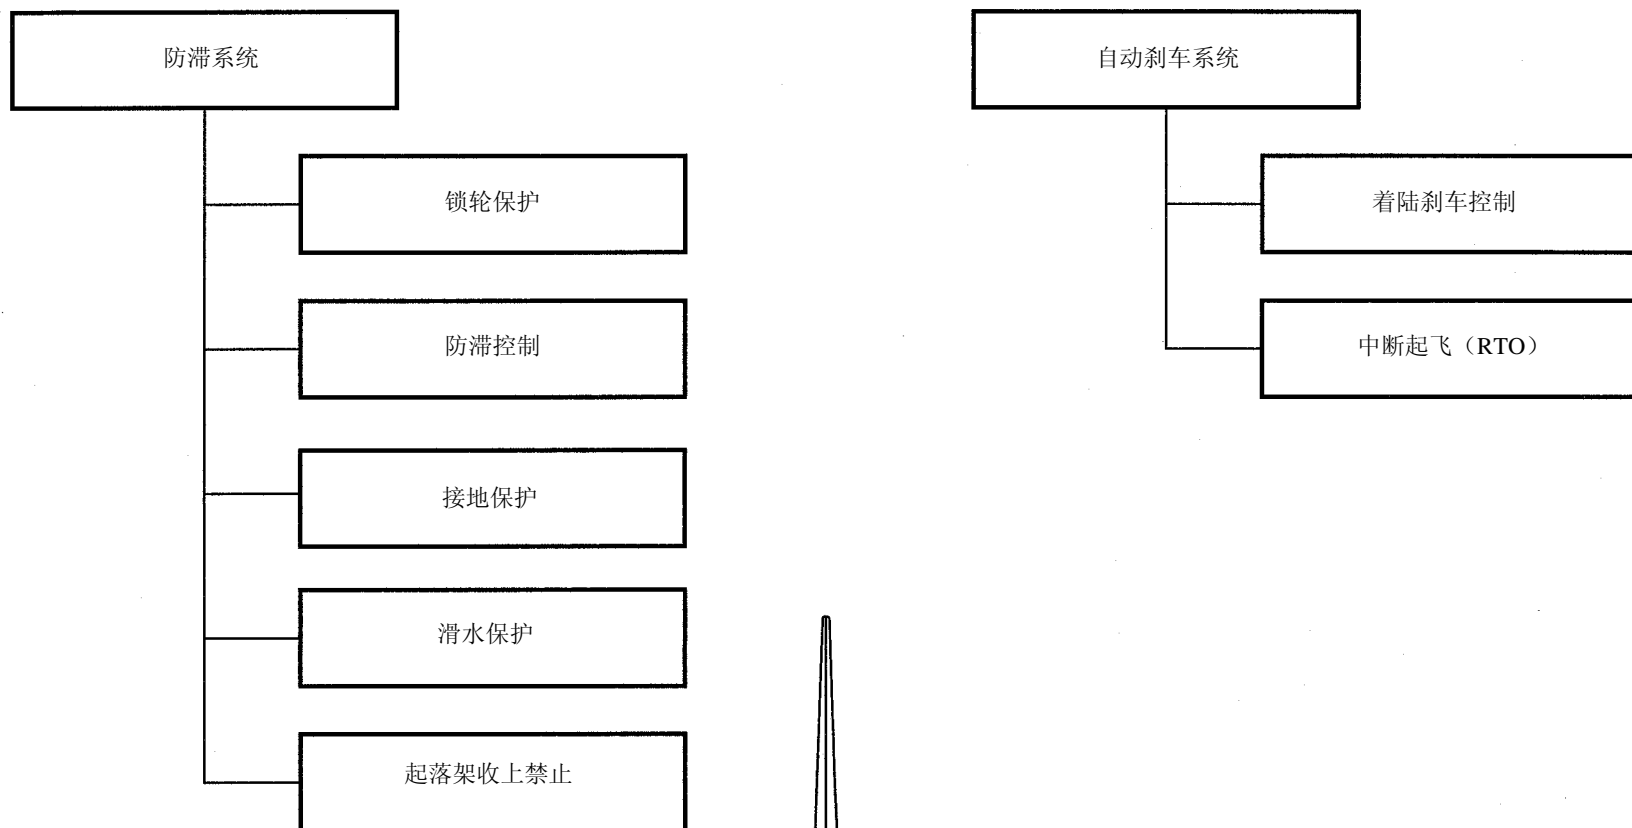 防滞系统
锁轮保护
防滞控制
接地保护
滑水保护
起落架收上禁止
自动刹车系统
着陆刹车控制
中断起飞（RTO）